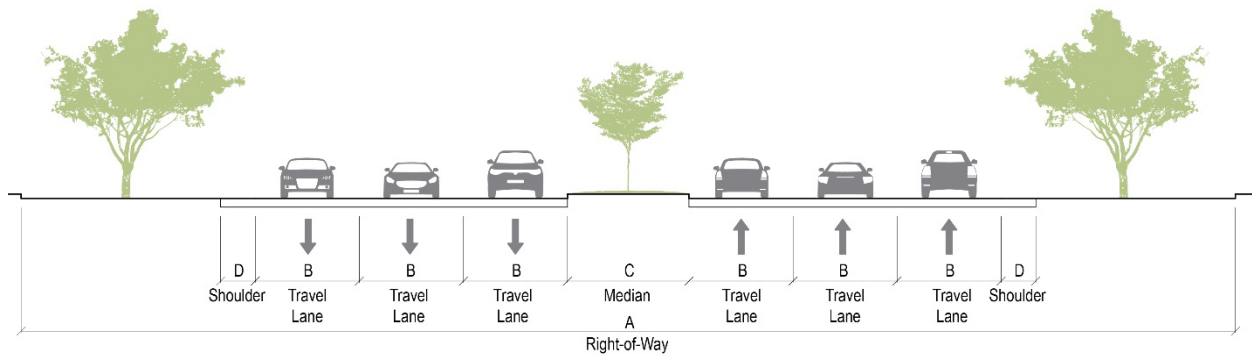 D B B B C B B B D
Shoulder Travel Travel Travel Median Travel Travel Travel Shoulder
Lane Lane Lane Lane Lane Lane
A
Right-of-Way